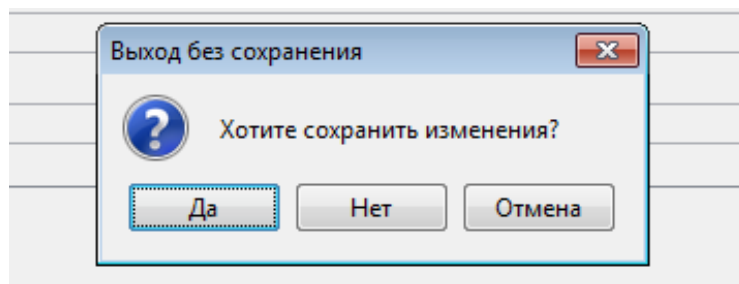 Выход без сохранения
Хотите сохранить изменения?
Да Нет Отмена